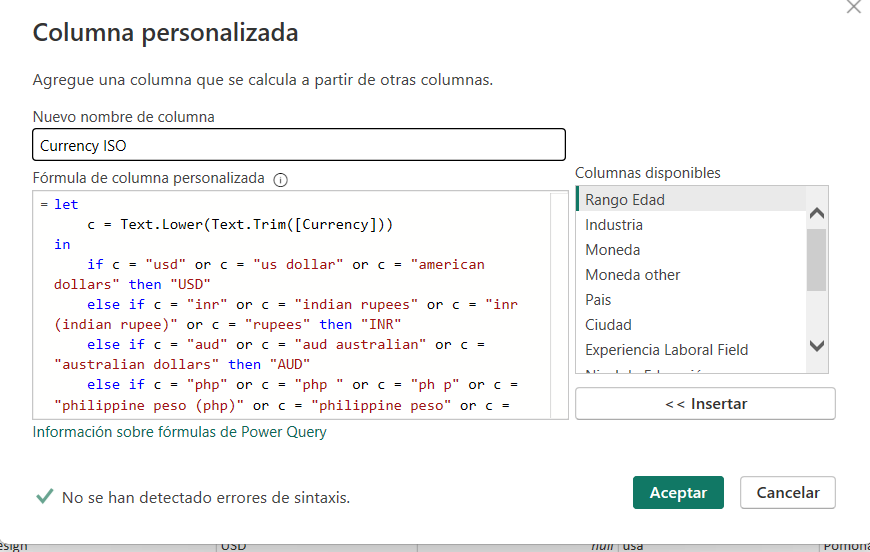 Columna personalizada
Agregue una columna que se calcula a partir de otras columnas.
Nuevo nombre de columna
Currency ISO
Fórmula de columna personalizada
= let
c = Text.Lower(Text.Trim([Currency]))
in
if c = "usd" or c = "us dollar" or c = "american
dollars" then "USD"
else if c = "inr" or c = "indian rupees" or c = "inr
(indian rupee)" or c = "rupees" then "INR"
else if c = "aud" or c = "aud australian" or c =
"australian dollars" then "AUD"
else if c = "php" or c = "php " or c = "ph p" or c =
"philippine peso (php)" or c = "philippine peso" or c =
Columnas disponibles
Rango Edad
Industria
Moneda
Moneda other
Pais
Ciudad
Experiencia Laboral Field
<< Insertar
Información sobre fórmulas de Power Query
No se han detectado errores de sintaxis.
Aceptar
Cancelar
esign
USD
null
usa
Pomona